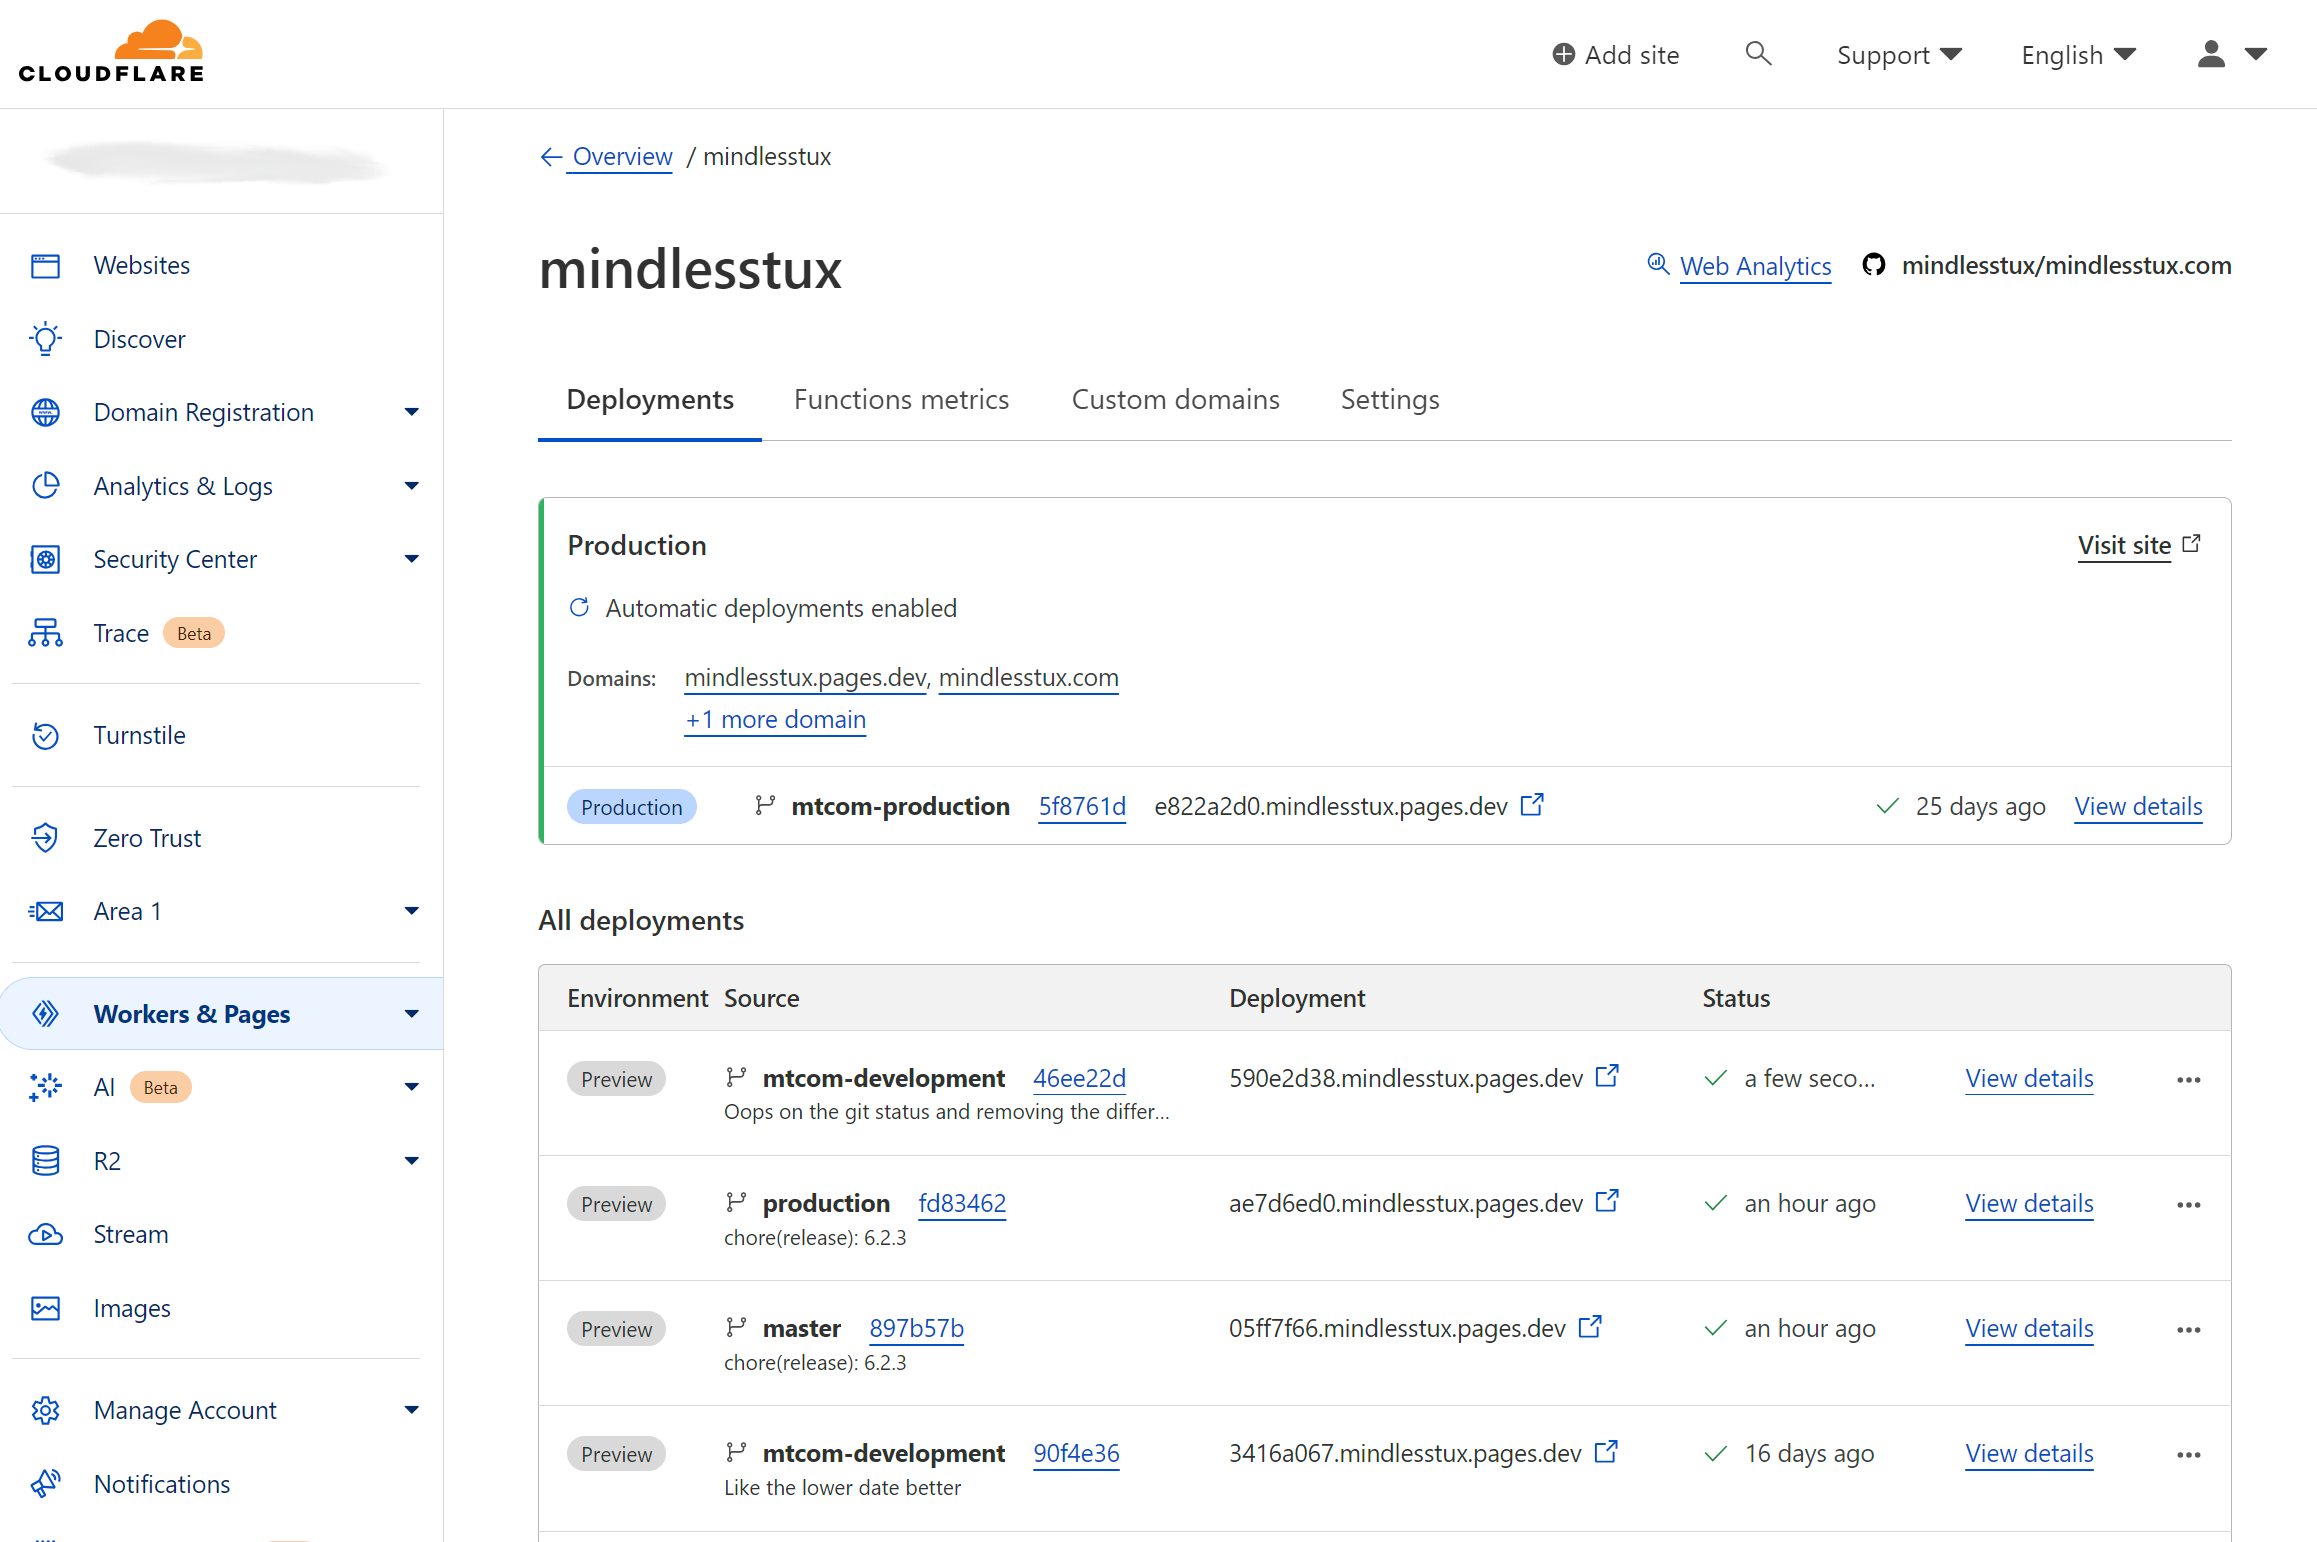 CLOUDFLARE
Add site
Support
English
Overview / mindlesstux
mindlesstux
Web Analytics
mindlesstux/mindlesstux.com
Websites
Discover
Domain Registration
Analytics & Logs
Security Center
Trace Beta
Turnstile
Zero Trust
Area 1
Workers & Pages
AI Beta
R2
Stream
Images
Manage Account
Notifications
Deployments Functions metrics Custom domains Settings
Production
Visit site
Automatic deployments enabled
Domains: mindlesstux.pages.dev, mindlesstux.com
+1 more domain
Production mtcom-production 5f8761d e822a2d0.mindlesstux.pages.dev 25 days ago View details
All deployments
Environment Source Deployment Status
Preview mtcom-development 46ee22d 590e2d38.mindlesstux.pages.dev a few seco... View details
Oops on the git status and removing the differ...
Preview production fd83462 ae7d6ed0.mindlesstux.pages.dev an hour ago View details
chore(release): 6.2.3
Preview master 897b57b 05ff7f66.mindlesstux.pages.dev an hour ago View details
chore(release): 6.2.3
Preview mtcom-development 90f4e36 3416a067.mindlesstux.pages.dev 16 days ago View details
Like the lower date better